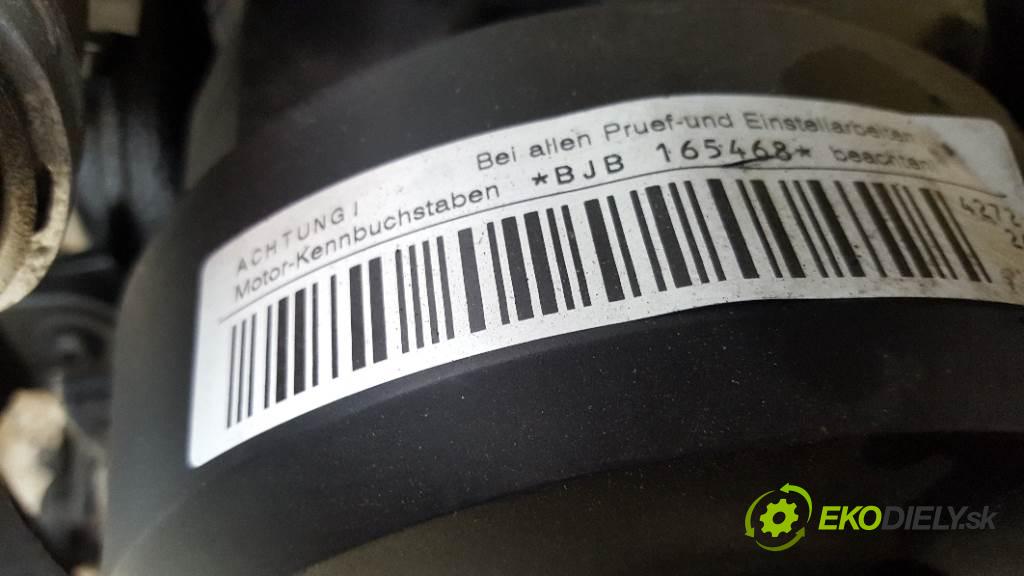 ACHTUNG! Bei allen Pruef-und Einstellarbeiten
Motor-Kennbuchstaben *BJB 165468* beachten
EKODIELY.sk